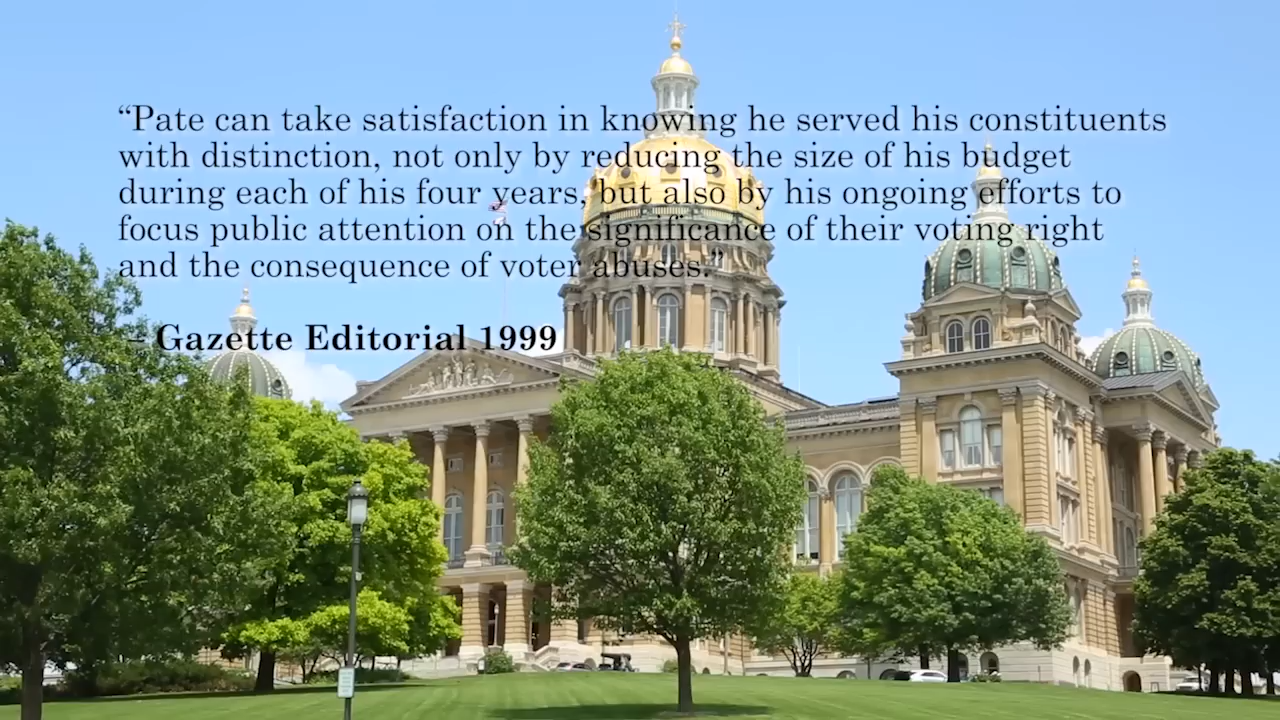 “Pate can take satisfaction in knowing he served his constituents
with distinction, not only by reducing the size of his budget
during each of his four years, but also by his ongoing efforts to
focus public attention on the significance of their voting right
and the consequence of voter abuses.”
– Gazette Editorial 1999